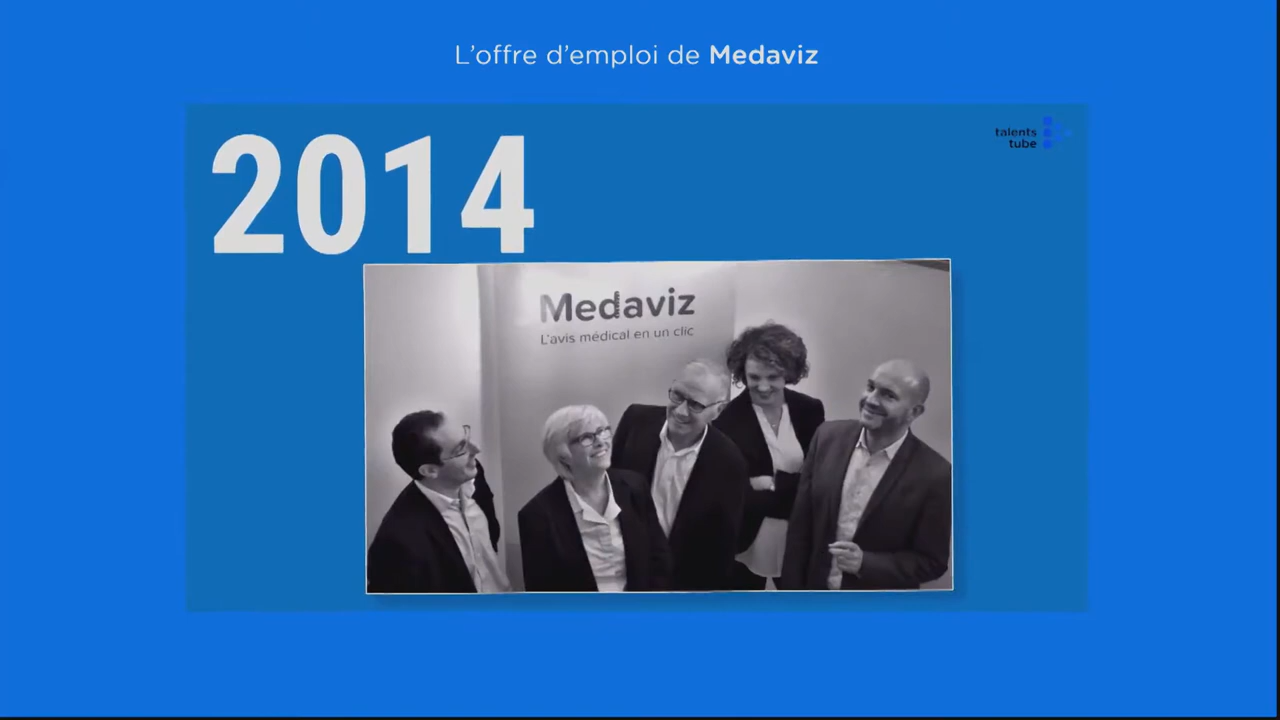 L'offre d'emploi de Medaviz
2014
talents
tube
Medaviz
L'avis médical en un clic